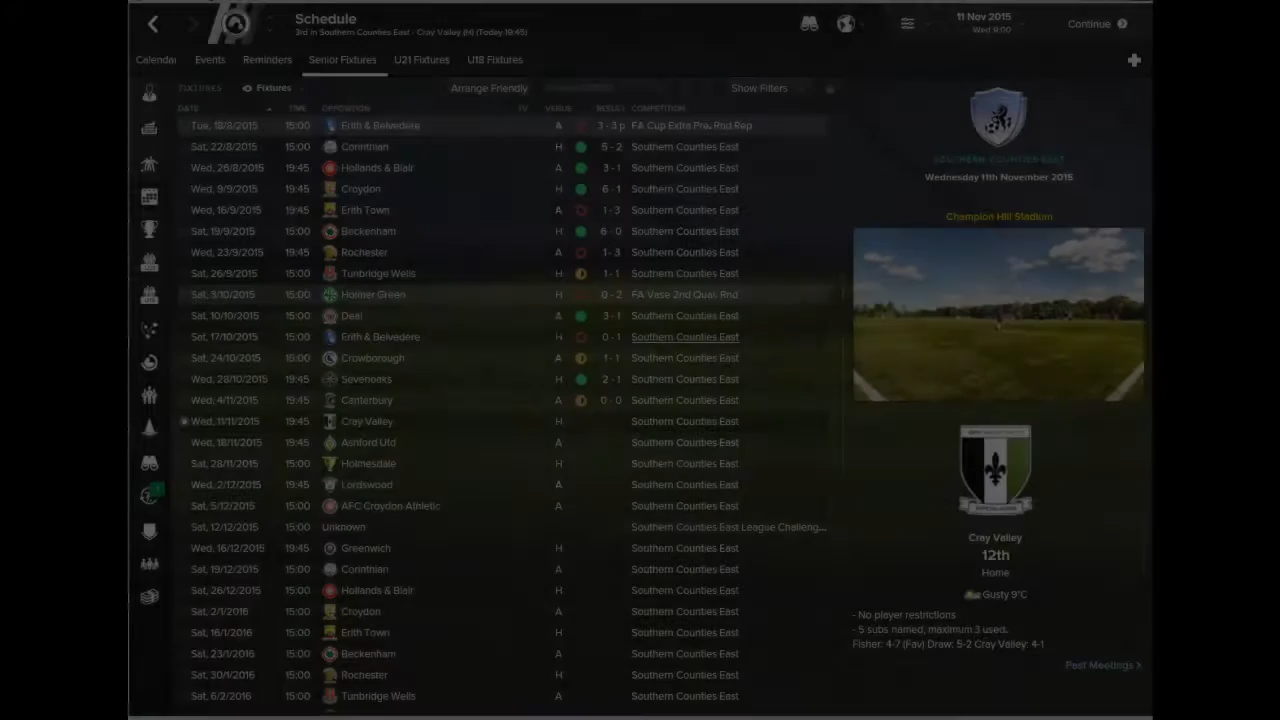 Schedule
3rd in Southern Counties East - Cray Valley (H) (Today 19:45)
11 Nov 2015
Wed 9:00
Continue
Calendar Events Reminders Senior Fixtures U21 Fixtures U18 Fixtures
FIXTURES Fixtures Arrange Friendly Show Filters
DATE TIME OPPOSITION TV VENUE RESULT COMPETITION
Tue, 18/8/2015 15:00 Erith & Belvedere A 3 - 3 p FA Cup Extra Pre. Rnd Rep
Sat, 22/8/2015 15:00 Corinthian H 5 - 2 Southern Counties East
Wed, 26/8/2015 19:45 Hollands & Blair A 3 - 1 Southern Counties East
Wed, 9/9/2015 19:45 Croydon H 6 - 1 Southern Counties East
Wed, 16/9/2015 19:45 Erith Town A 1 - 3 Southern Counties East
Sat, 19/9/2015 15:00 Beckenham H 6 - 0 Southern Counties East
Wed, 23/9/2015 19:45 Rochester A 1 - 3 Southern Counties East
Sat, 26/9/2015 15:00 Tunbridge Wells H 1 - 1 Southern Counties East
Sat, 3/10/2015 15:00 Holmer Green H 0 - 2 FA Vase 2nd Qual Rnd
Sat, 10/10/2015 15:00 Deal A 3 - 1 Southern Counties East
Sat, 17/10/2015 15:00 Erith & Belvedere H 0 - 1 Southern Counties East
Sat, 24/10/2015 16:00 Crowborough A 1 - 1 Southern Counties East
Wed, 28/10/2015 19:45 Sevenoaks H 2 - 1 Southern Counties East
Wed, 4/11/2015 19:45 Canterbury A 0 - 0 Southern Counties East
Wed, 11/11/2015 19:45 Cray Valley H Southern Counties East
Wed, 18/11/2015 19:45 Ashford Utd A Southern Counties East
Sat, 28/11/2015 15:00 Holmesdale H Southern Counties East
Wed, 2/12/2015 19:45 Lordswood A Southern Counties East
Sat, 5/12/2015 15:00 AFC Croydon Athletic A Southern Counties East
Sat, 12/12/2015 15:00 Unknown Southern Counties East League Challeng...
Wed, 16/12/2015 19:45 Greenwich H Southern Counties East
Sat, 19/12/2015 15:00 Corinthian A Southern Counties East
Sat, 26/12/2015 15:00 Hollands & Blair H Southern Counties East
Sat, 2/1/2016 15:00 Croydon A Southern Counties East
Sat, 16/1/2016 15:00 Erith Town H Southern Counties East
Sat, 23/1/2016 15:00 Beckenham A Southern Counties East
Sat, 30/1/2016 15:00 Rochester H Southern Counties East
Sat, 6/2/2016 15:00 Tunbridge Wells A Southern Counties East
SOUTHERN COUNTIES EAST
Wednesday 11th November 2015
Champion Hill Stadium
Cray Valley
12th
Home
Gusty 9°C
- No player restrictions
- 5 subs named, maximum 3 used.
Fisher: 4-7 (Fav) Draw: 5-2 Cray Valley: 4-1
Past Meetings >